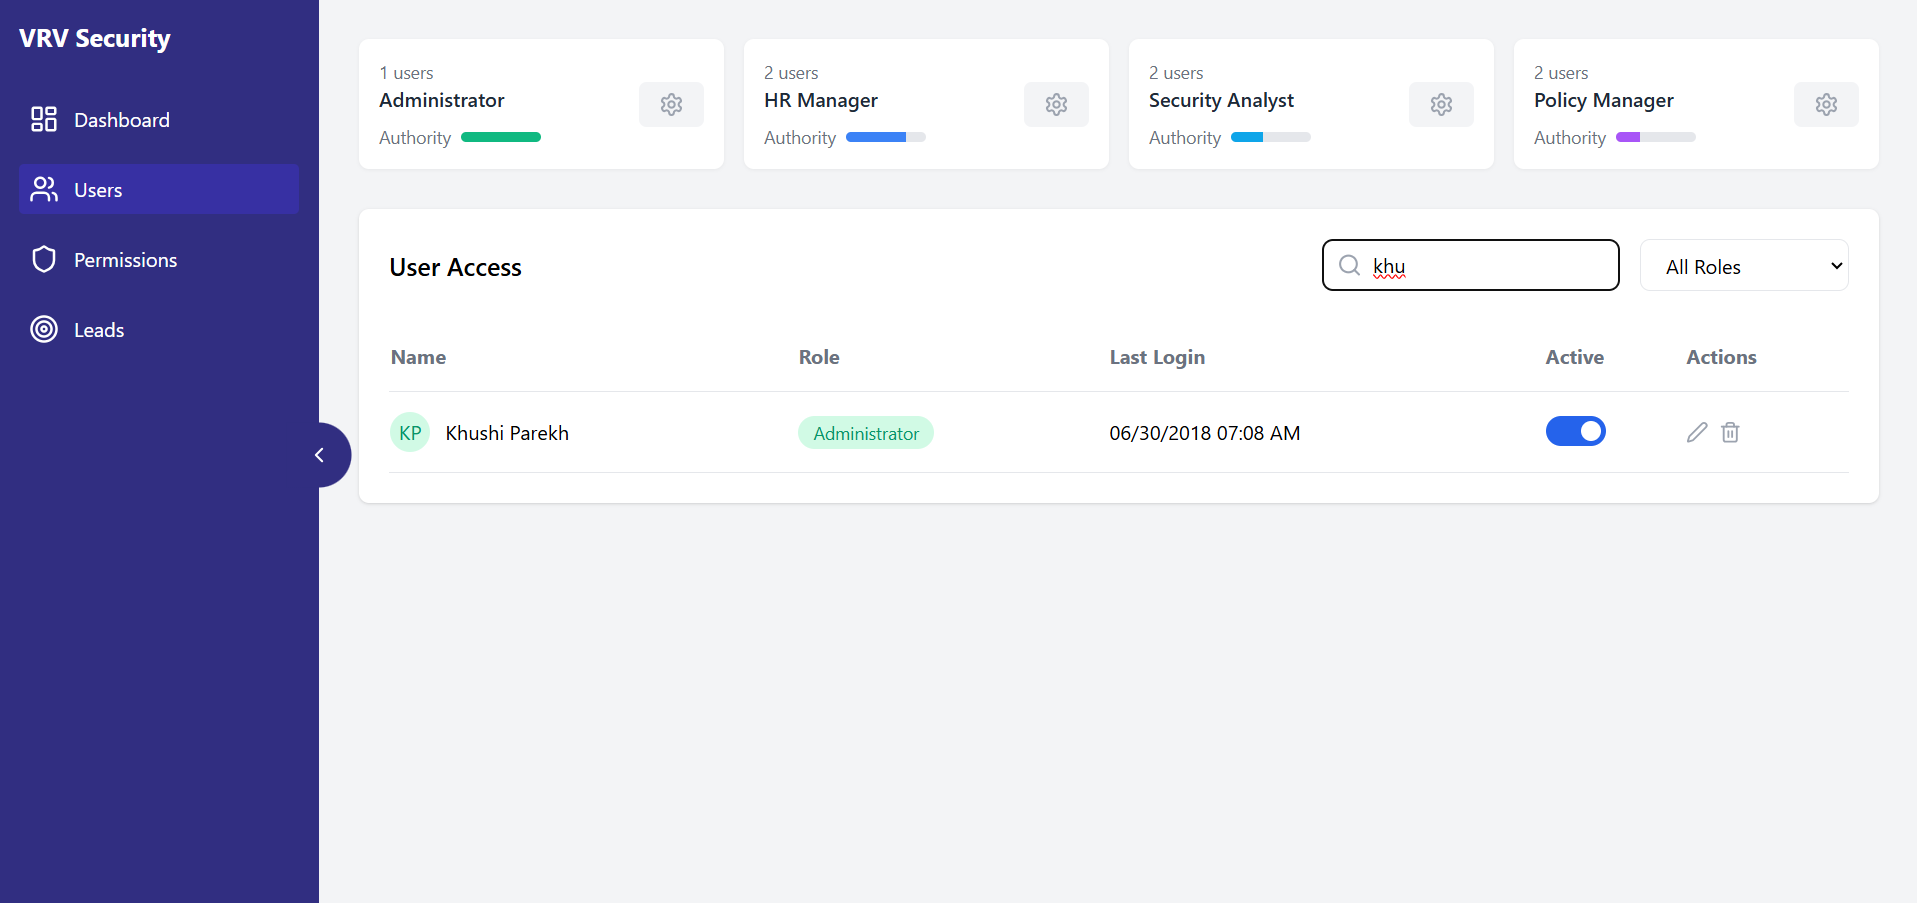 VRV Security
Dashboard
Users
Permissions
Leads
1 users
Administrator
Authority
2 users
HR Manager
Authority
2 users
Security Analyst
Authority
2 users
Policy Manager
Authority
User Access
khu
All Roles
Name Role Last Login Active Actions
KP Khushi Parekh Administrator 06/30/2018 07:08 AM